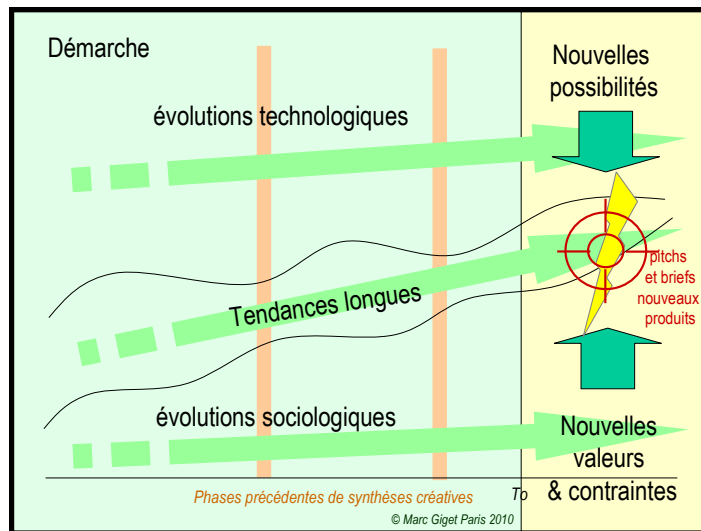 Démarche
Nouvelles
possibilités
évolutions technologiques
pitchs
et briefs
nouveaux
produits
Tendances longues
évolutions sociologiques
Nouvelles
valeurs
& contraintes
Phases précédentes de synthèses créatives
To
© Marc Giget Paris 2010